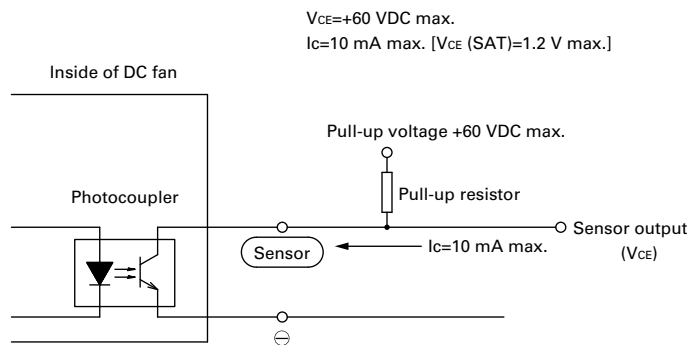 VCE=+60 VDC max.
Ic=10 mA max. [VCE (SAT)=1.2 V max.]
Inside of DC fan
Pull-up voltage +60 VDC max.
Photocoupler
Pull-up resistor
Sensor
Ic=10 mA max.
Sensor output
(VCE)
⊖